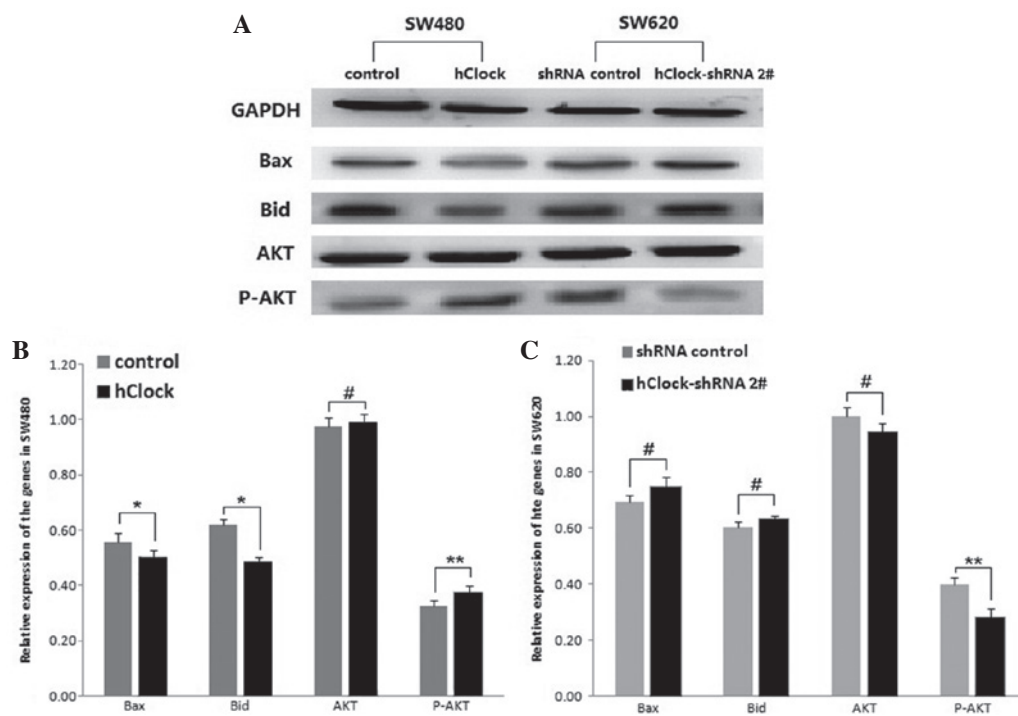 A
SW480 SW620
control hClock shRNA control hClock-shRNA 2#
GAPDH
Bax
Bid
AKT
P-AKT
B
control
hClock
Relative expression of the genes in SW480
1.20
1.00
0.80
0.60
0.40
0.20
0.00
* * # **
Bax Bid AKT P-AKT
C
shRNA control
hClock-shRNA 2#
Relative expression of hte genes in SW620
1.20
1.00
0.80
0.60
0.40
0.20
0.00
# # # **
Bax Bid AKT P-AKT